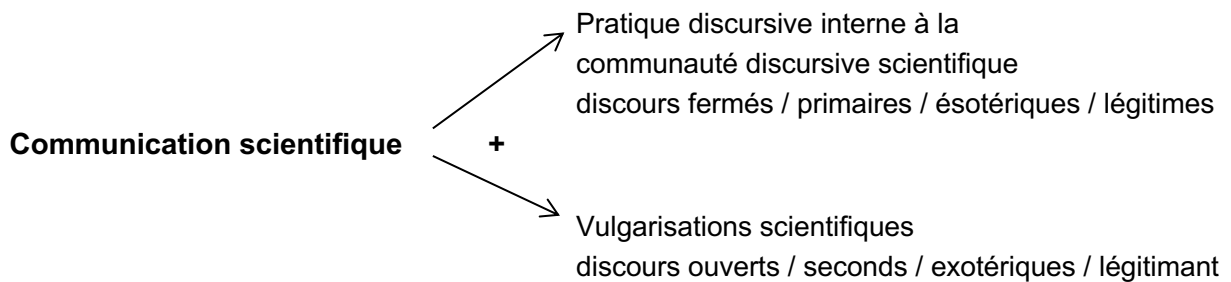 Pratique discursive interne à la
communauté discursive scientifique
discours fermés / primaires / ésotériques / légitimes
Communication scientifique +
Vulgarisations scientifiques
discours ouverts / seconds / exotériques / légitimant